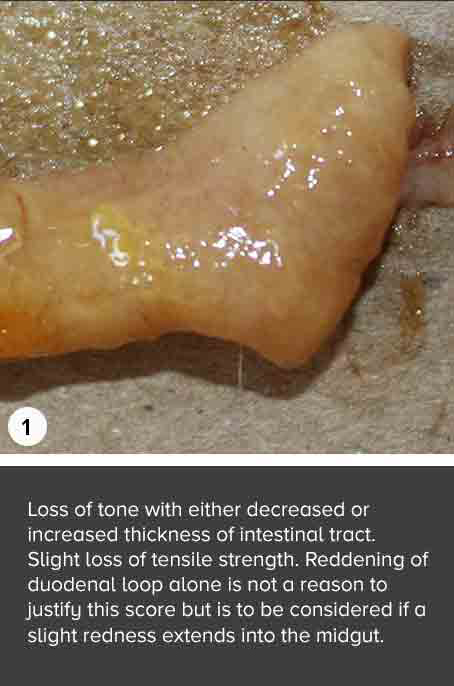 1
Loss of tone with either decreased or
increased thickness of intestinal tract.
Slight loss of tensile strength. Reddening of
duodenal loop alone is not a reason to
justify this score but is to be considered if a
slight redness extends into the midgut.